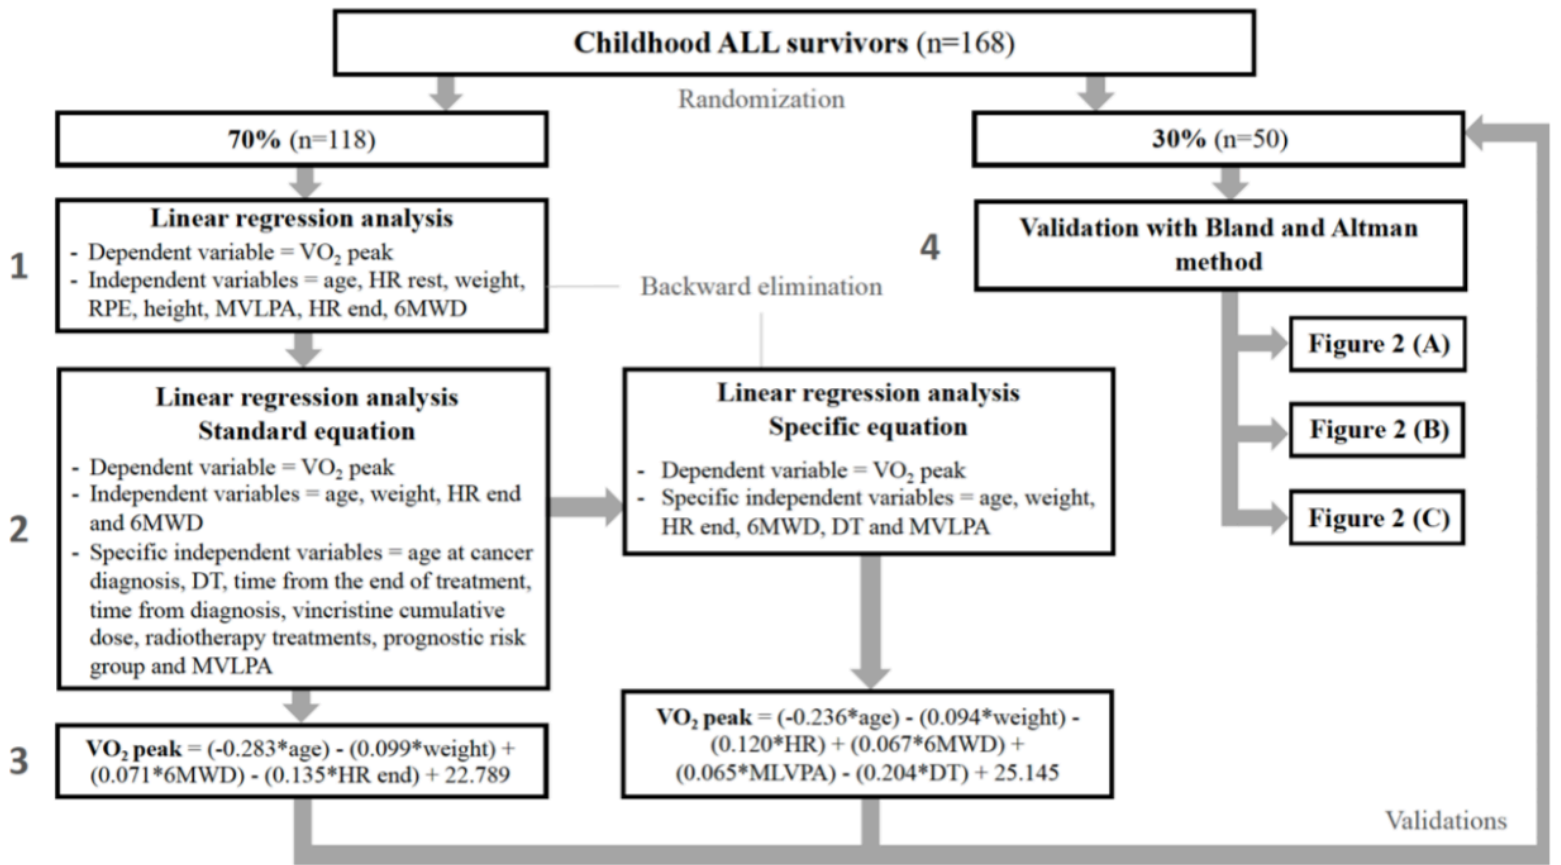 Childhood ALL survivors (n=168)
Randomization
70% (n=118)
30% (n=50)
1
Linear regression analysis
- Dependent variable = VO₂ peak
- Independent variables = age, HR rest, weight,
RPE, height, MVLPA, HR end, 6MWD
Backward elimination
4
Validation with Bland and Altman
method
Figure 2 (A)
Figure 2 (B)
Figure 2 (C)
2
Linear regression analysis
Standard equation
- Dependent variable = VO₂ peak
- Independent variables = age, weight, HR end
and 6MWD
- Specific independent variables = age at cancer
diagnosis, DT, time from the end of treatment,
time from diagnosis, vincristine cumulative
dose, radiotherapy treatments, prognostic risk
group and MVLPA
Linear regression analysis
Specific equation
- Dependent variable = VO₂ peak
- Specific independent variables = age, weight,
HR end, 6MWD, DT and MVLPA
3
VO₂ peak = (-0.283*age) - (0.099*weight) +
(0.071*6MWD) - (0.135*HR end) + 22.789
VO₂ peak = (-0.236*age) - (0.094*weight) -
(0.120*HR) + (0.067*6MWD) +
(0.065*MLVPA) - (0.204*DT) + 25.145
Validations